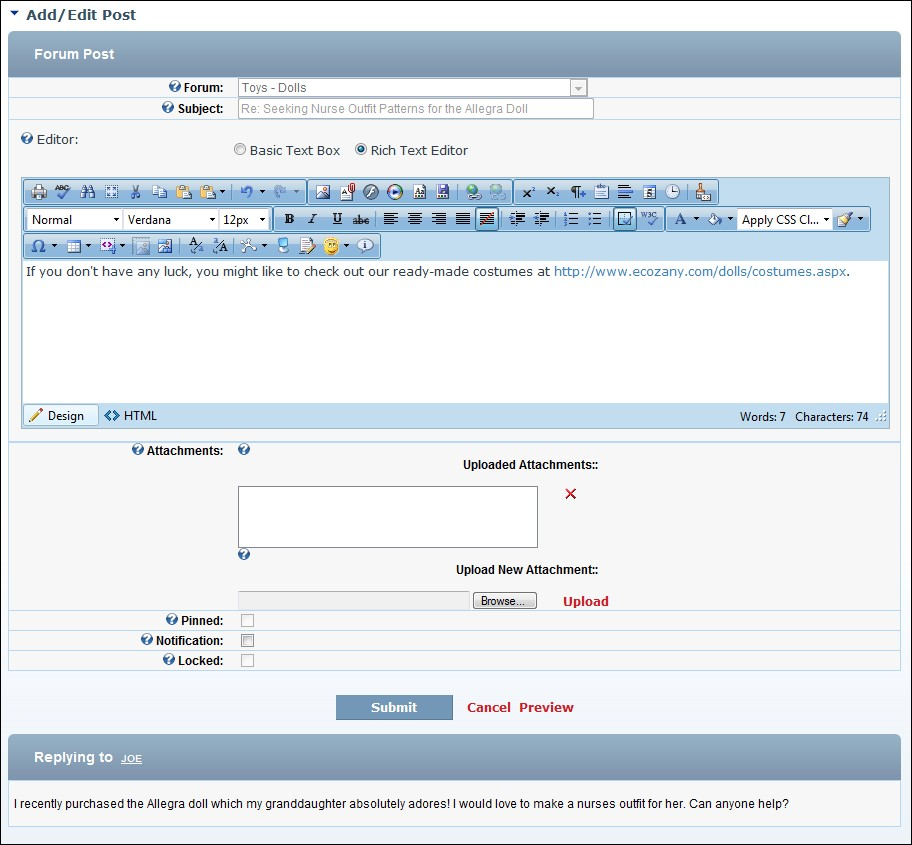 Add/Edit Post
Forum Post
Forum: Toys - Dolls
Subject: Re: Seeking Nurse Outfit Patterns for the Allegra Doll
Editor:
Basic Text Box Rich Text Editor
ABC
Normal Verdana 12px B I U abc W3C A Apply CSS Cl...
Ω
If you don't have any luck, you might like to check out our ready-made costumes at http://www.ecozany.com/dolls/costumes.aspx.
Design HTML Words: 7 Characters: 74
Attachments:
Uploaded Attachments::
Upload New Attachment::
Browse... Upload
Pinned:
Notification:
Locked:
Submit Cancel Preview
Replying to JOE
I recently purchased the Allegra doll which my granddaughter absolutely adores! I would love to make a nurses outfit for her. Can anyone help?